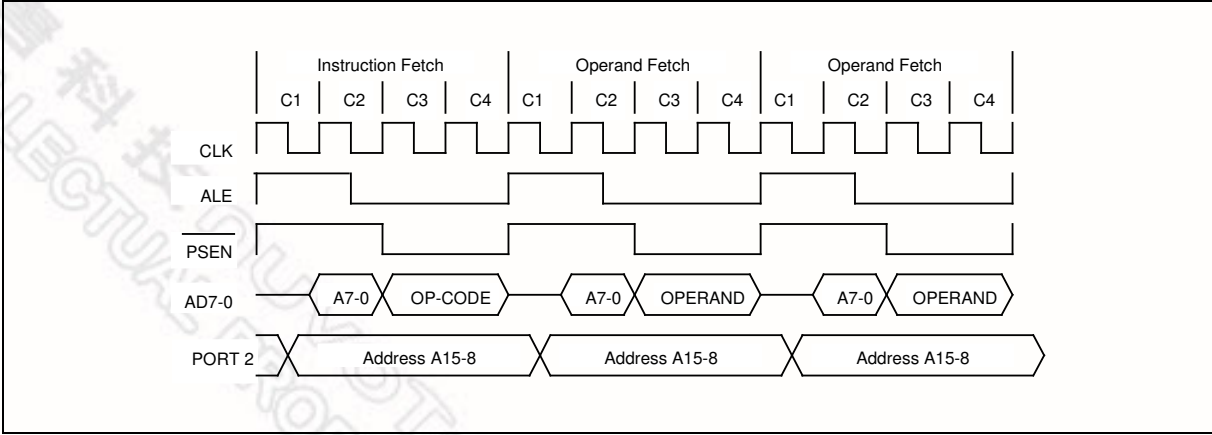 Instruction Fetch Operand Fetch Operand Fetch
C1 C2 C3 C4 C1 C2 C3 C4 C1 C2 C3 C4
CLK
ALE
PSEN
AD7-0 A7-0 OP-CODE A7-0 OPERAND A7-0 OPERAND
PORT 2 Address A15-8 Address A15-8 Address A15-8